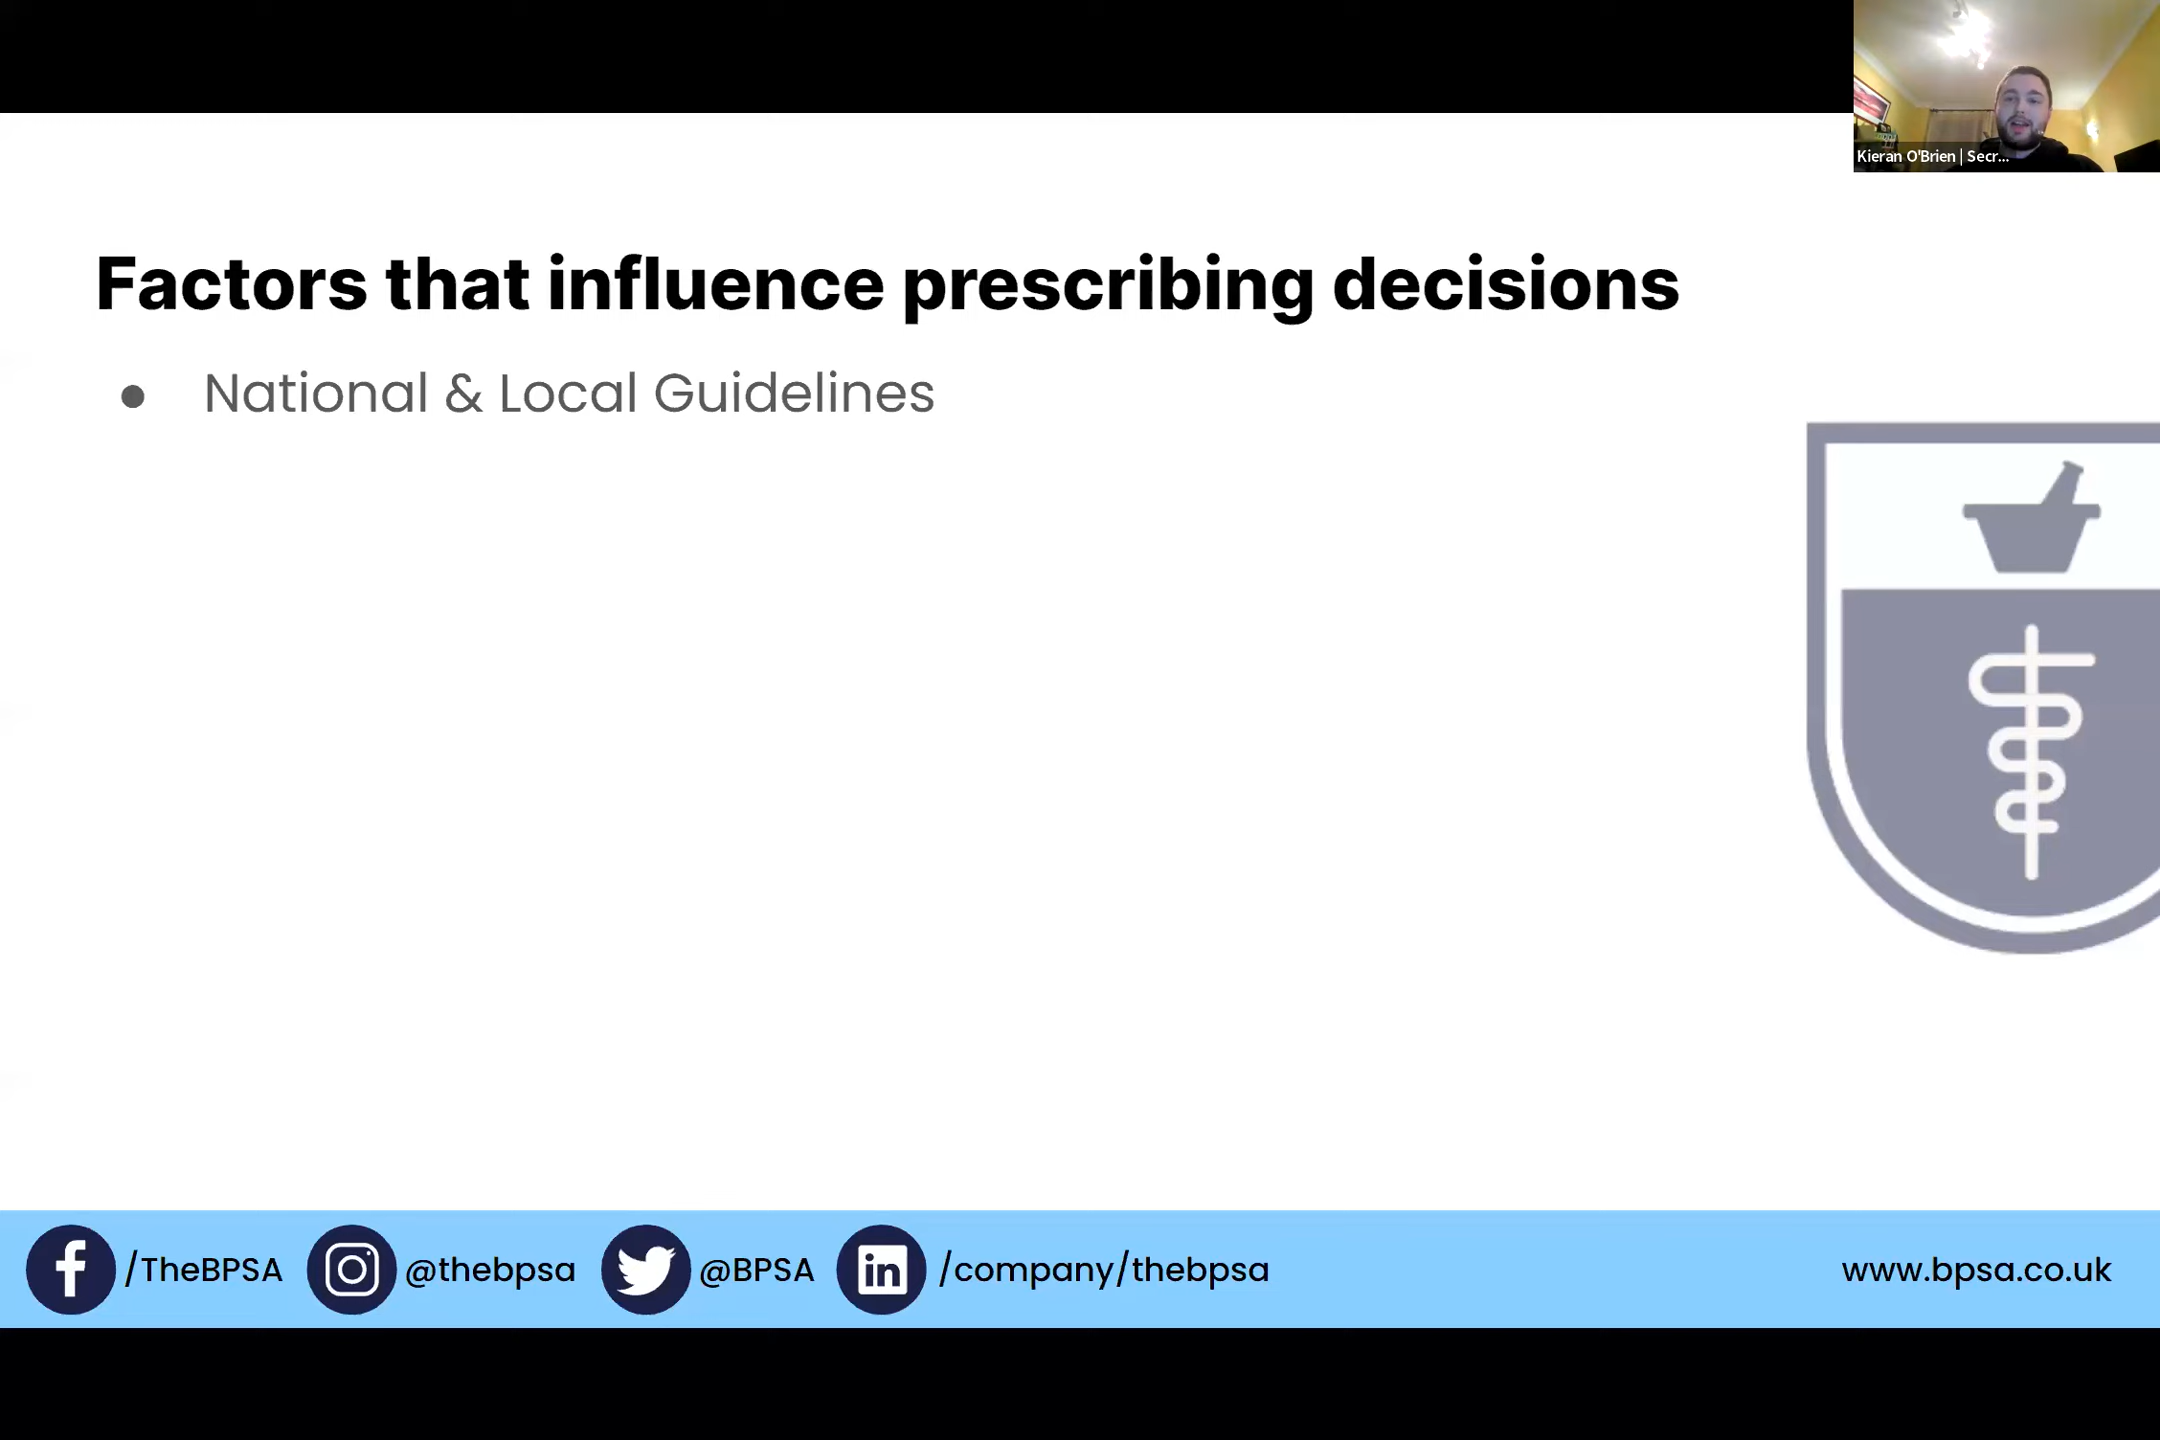 Kieran O'Brien | Secr...
Factors that influence prescribing decisions
● National & Local Guidelines
/TheBPSA @thebpsa @BPSA in /company/thebpsa www.bpsa.co.uk